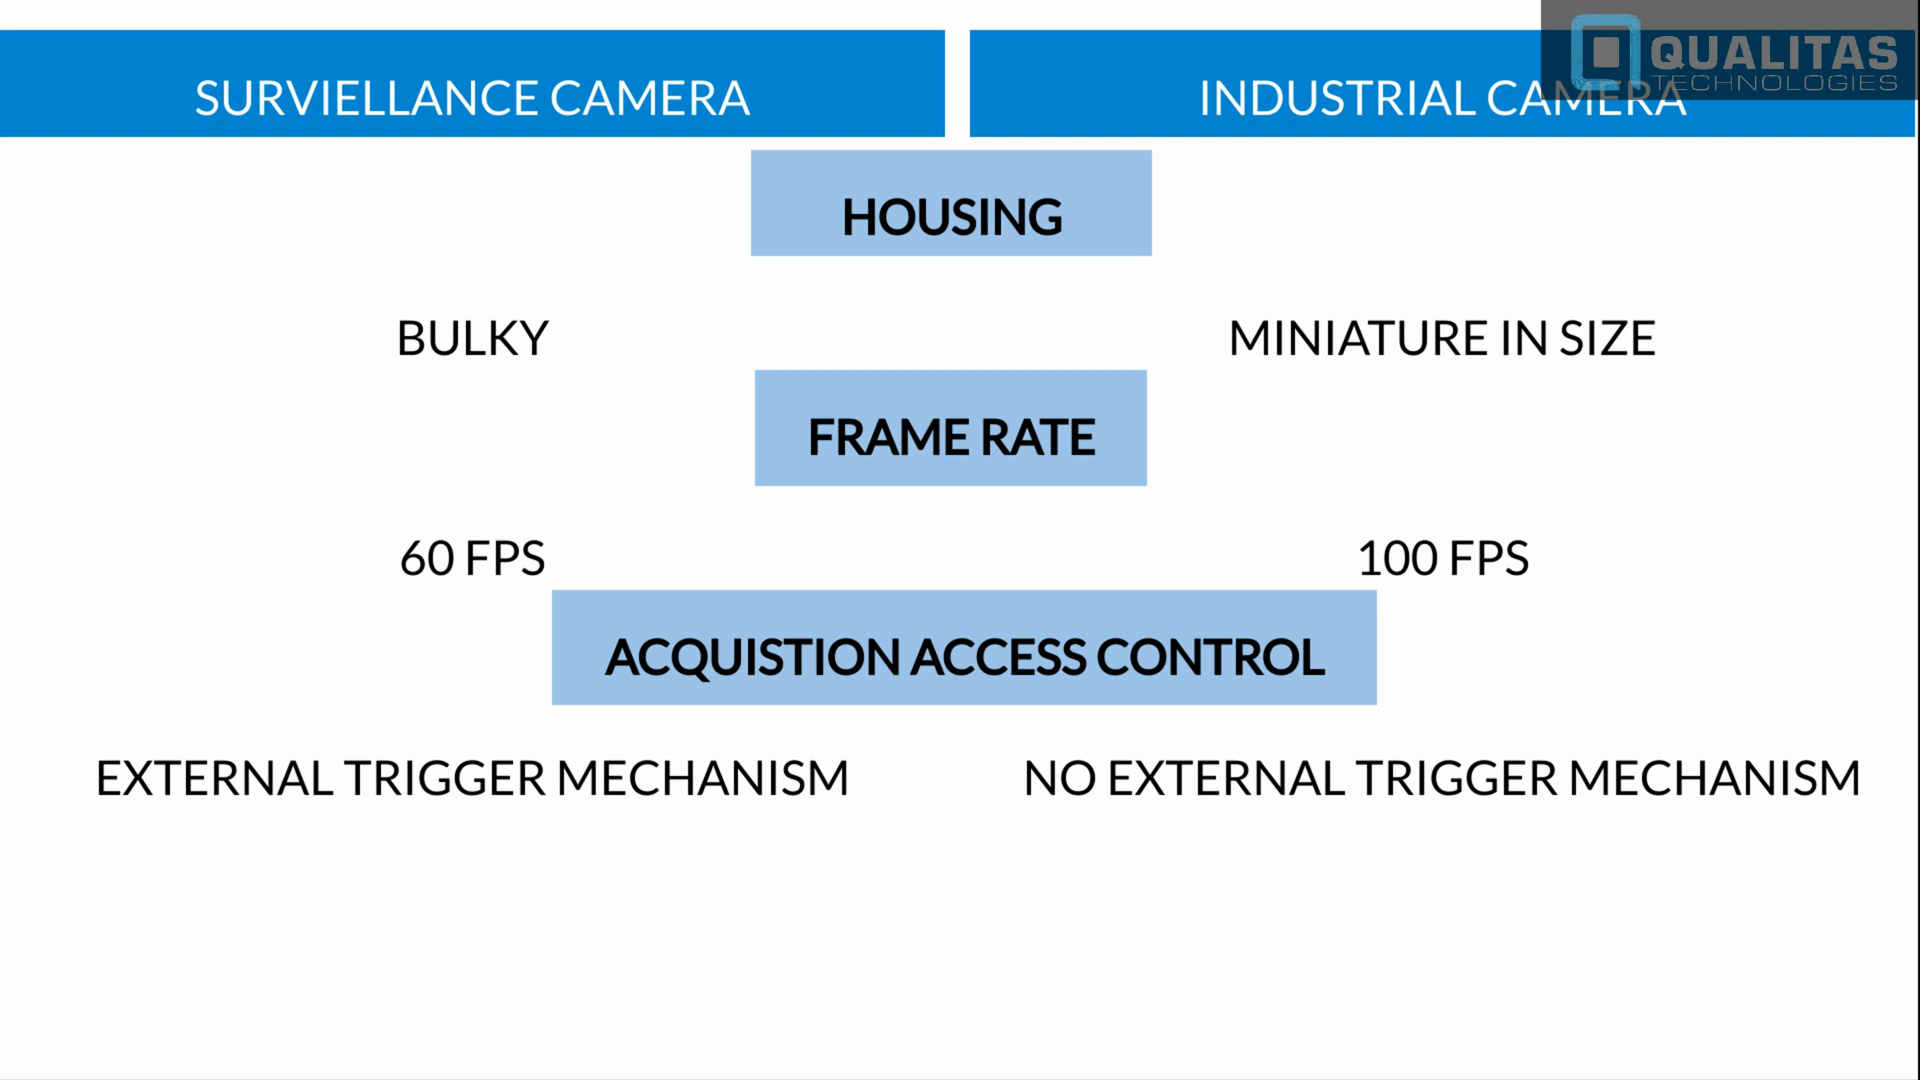 QUALITAS
TECHNOLOGIES
SURVIELLANCE CAMERA
INDUSTRIAL CAMERA
HOUSING
BULKY
MINIATURE IN SIZE
FRAME RATE
60 FPS
100 FPS
ACQUISTION ACCESS CONTROL
EXTERNAL TRIGGER MECHANISM
NO EXTERNAL TRIGGER MECHANISM